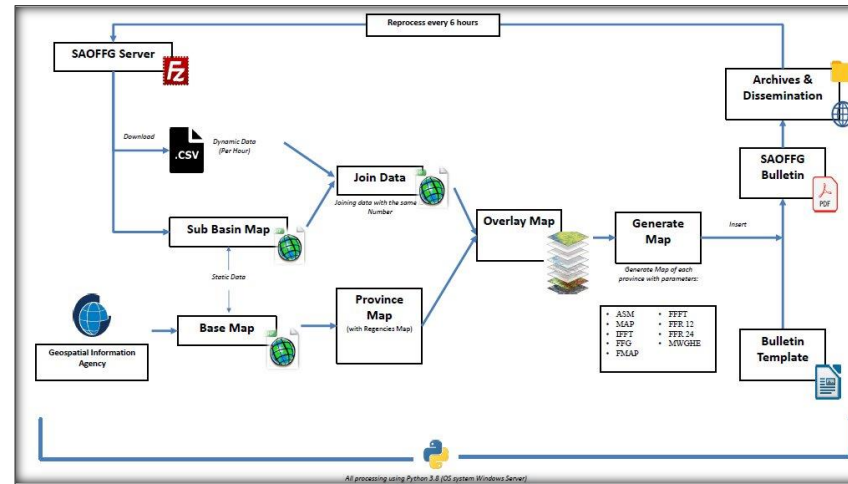 Reprocess every 6 hours
SAOFFG Server
Fz
Archives &
Dissemination
Download
Dynamic Data
(Per Hour)
.CSV
SAOFFG
Bulletin
PDF
Join Data
Joining data with the same
Number
Sub Basin Map
Overlay Map
Generate
Map
Insert
Generate Map of each
province with parameters:
Static Data
Province
Map
(with Regencies Map)
Base Map
Geospatial Information
Agency
• ASM
• MAP
• IFFT
• FFG
• FMAP
• FFFT
• FFR 12
• FFR 24
• MWGHE
Bulletin
Template
All processing using Python 3.8 (OS system Windows Server)